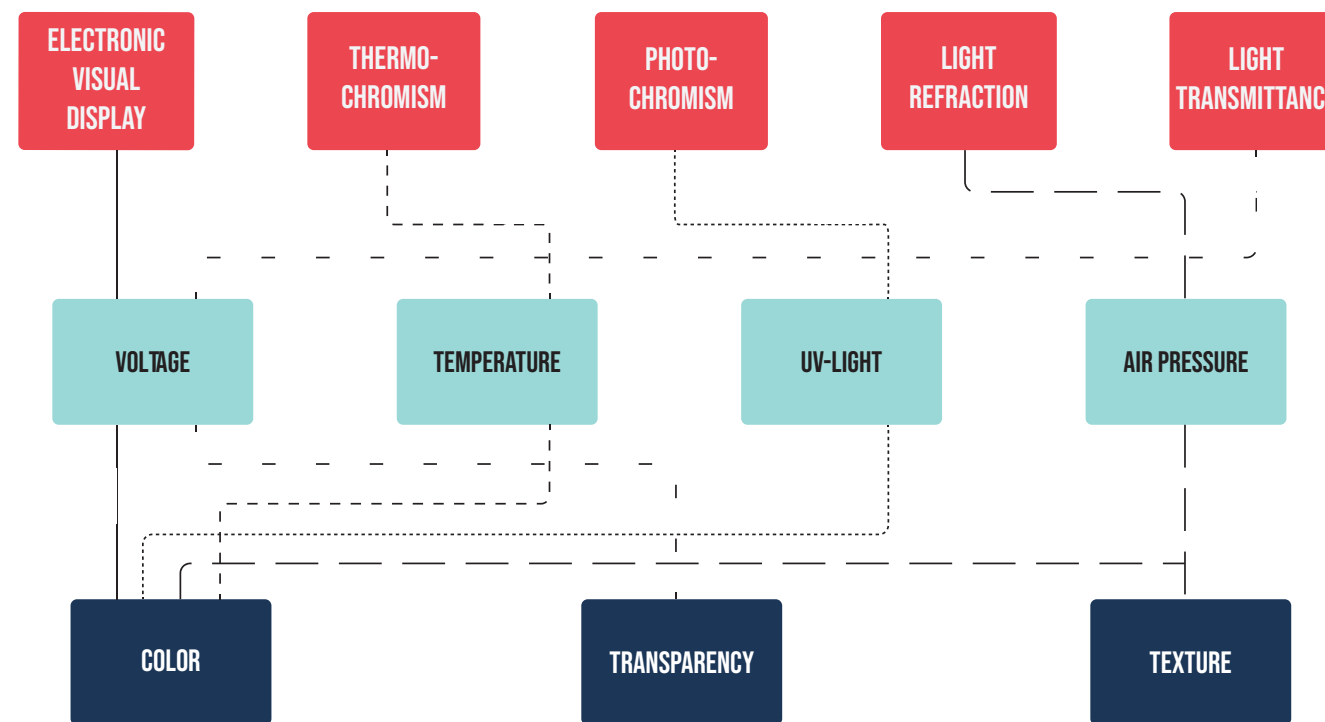 ELECTRONIC
VISUAL
DISPLAY
THERMO-
CHROMISM
PHOTO-
CHROMISM
LIGHT
REFRACTION
LIGHT
TRANSMITTANC
VOLTAGE
TEMPERATURE
UV-LIGHT
AIR PRESSURE
COLOR
TRANSPARENCY
TEXTURE